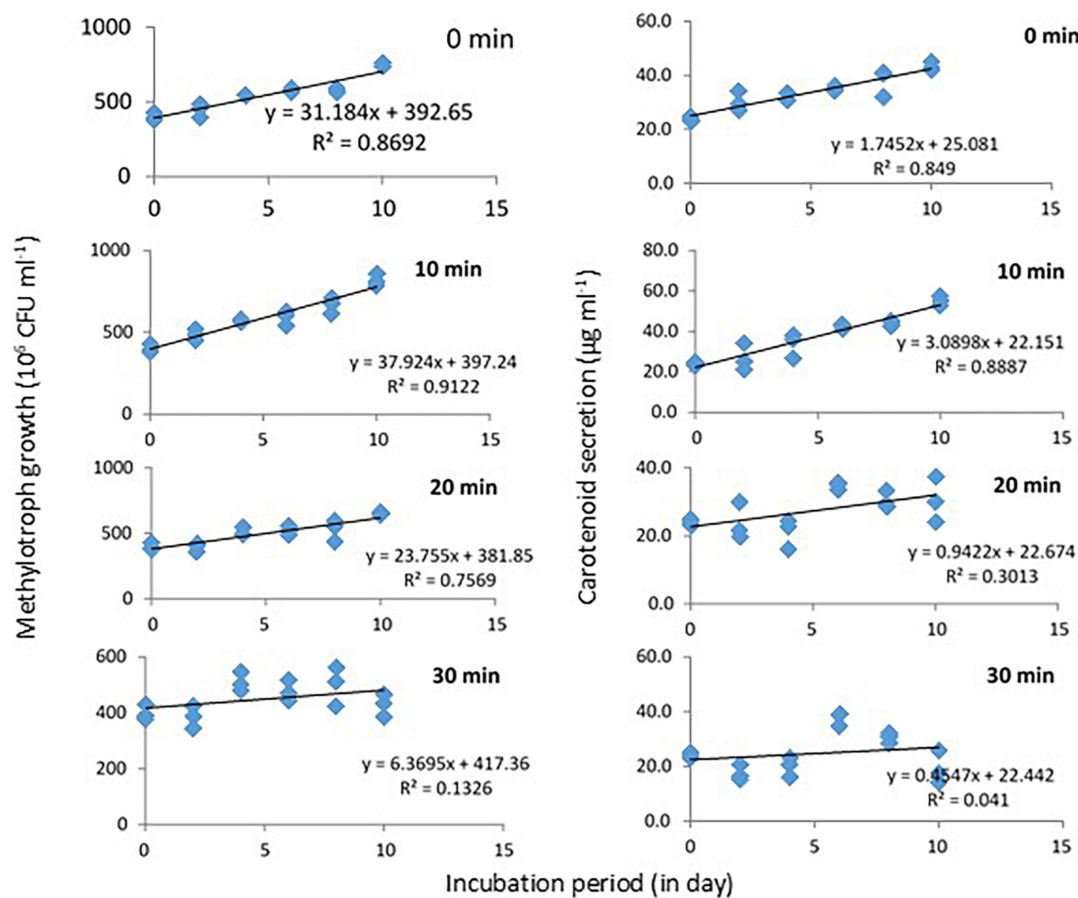 Methylotroph growth (10⁶ CFU ml⁻¹)
1000
500
0
0 min
y = 31.184x + 392.65
R² = 0.8692
0 5 10 15
1000
500
0
10 min
y = 37.924x + 397.24
R² = 0.9122
0 5 10 15
1000
500
0
20 min
y = 23.755x + 381.85
R² = 0.7569
0 5 10 15
600
400
200
0
30 min
y = 6.3695x + 417.36
R² = 0.1326
0 5 10 15
Carotenoid secretion (µg ml⁻¹)
60.0
40.0
20.0
0.0
0 min
y = 1.7452x + 25.081
R² = 0.849
0 5 10 15
80.0
60.0
40.0
20.0
0.0
10 min
y = 3.0898x + 22.151
R² = 0.8887
0 5 10 15
40.0
20.0
0.0
20 min
y = 0.9422x + 22.674
R² = 0.3013
0 5 10 15
60.0
40.0
20.0
0.0
30 min
y = 0.4547x + 22.442
R² = 0.041
0 5 10 15
Incubation period (in day)